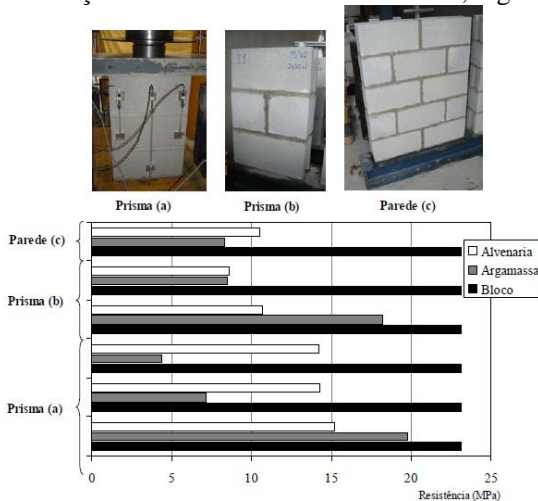 Prisma (a)
Prisma (b)
Parede (c)
Parede (c)
Prisma (b)
Prisma (a)
Alvenaria
Argamassa
Bloco
0 5 10 15 20 25
Resistência (MPa)